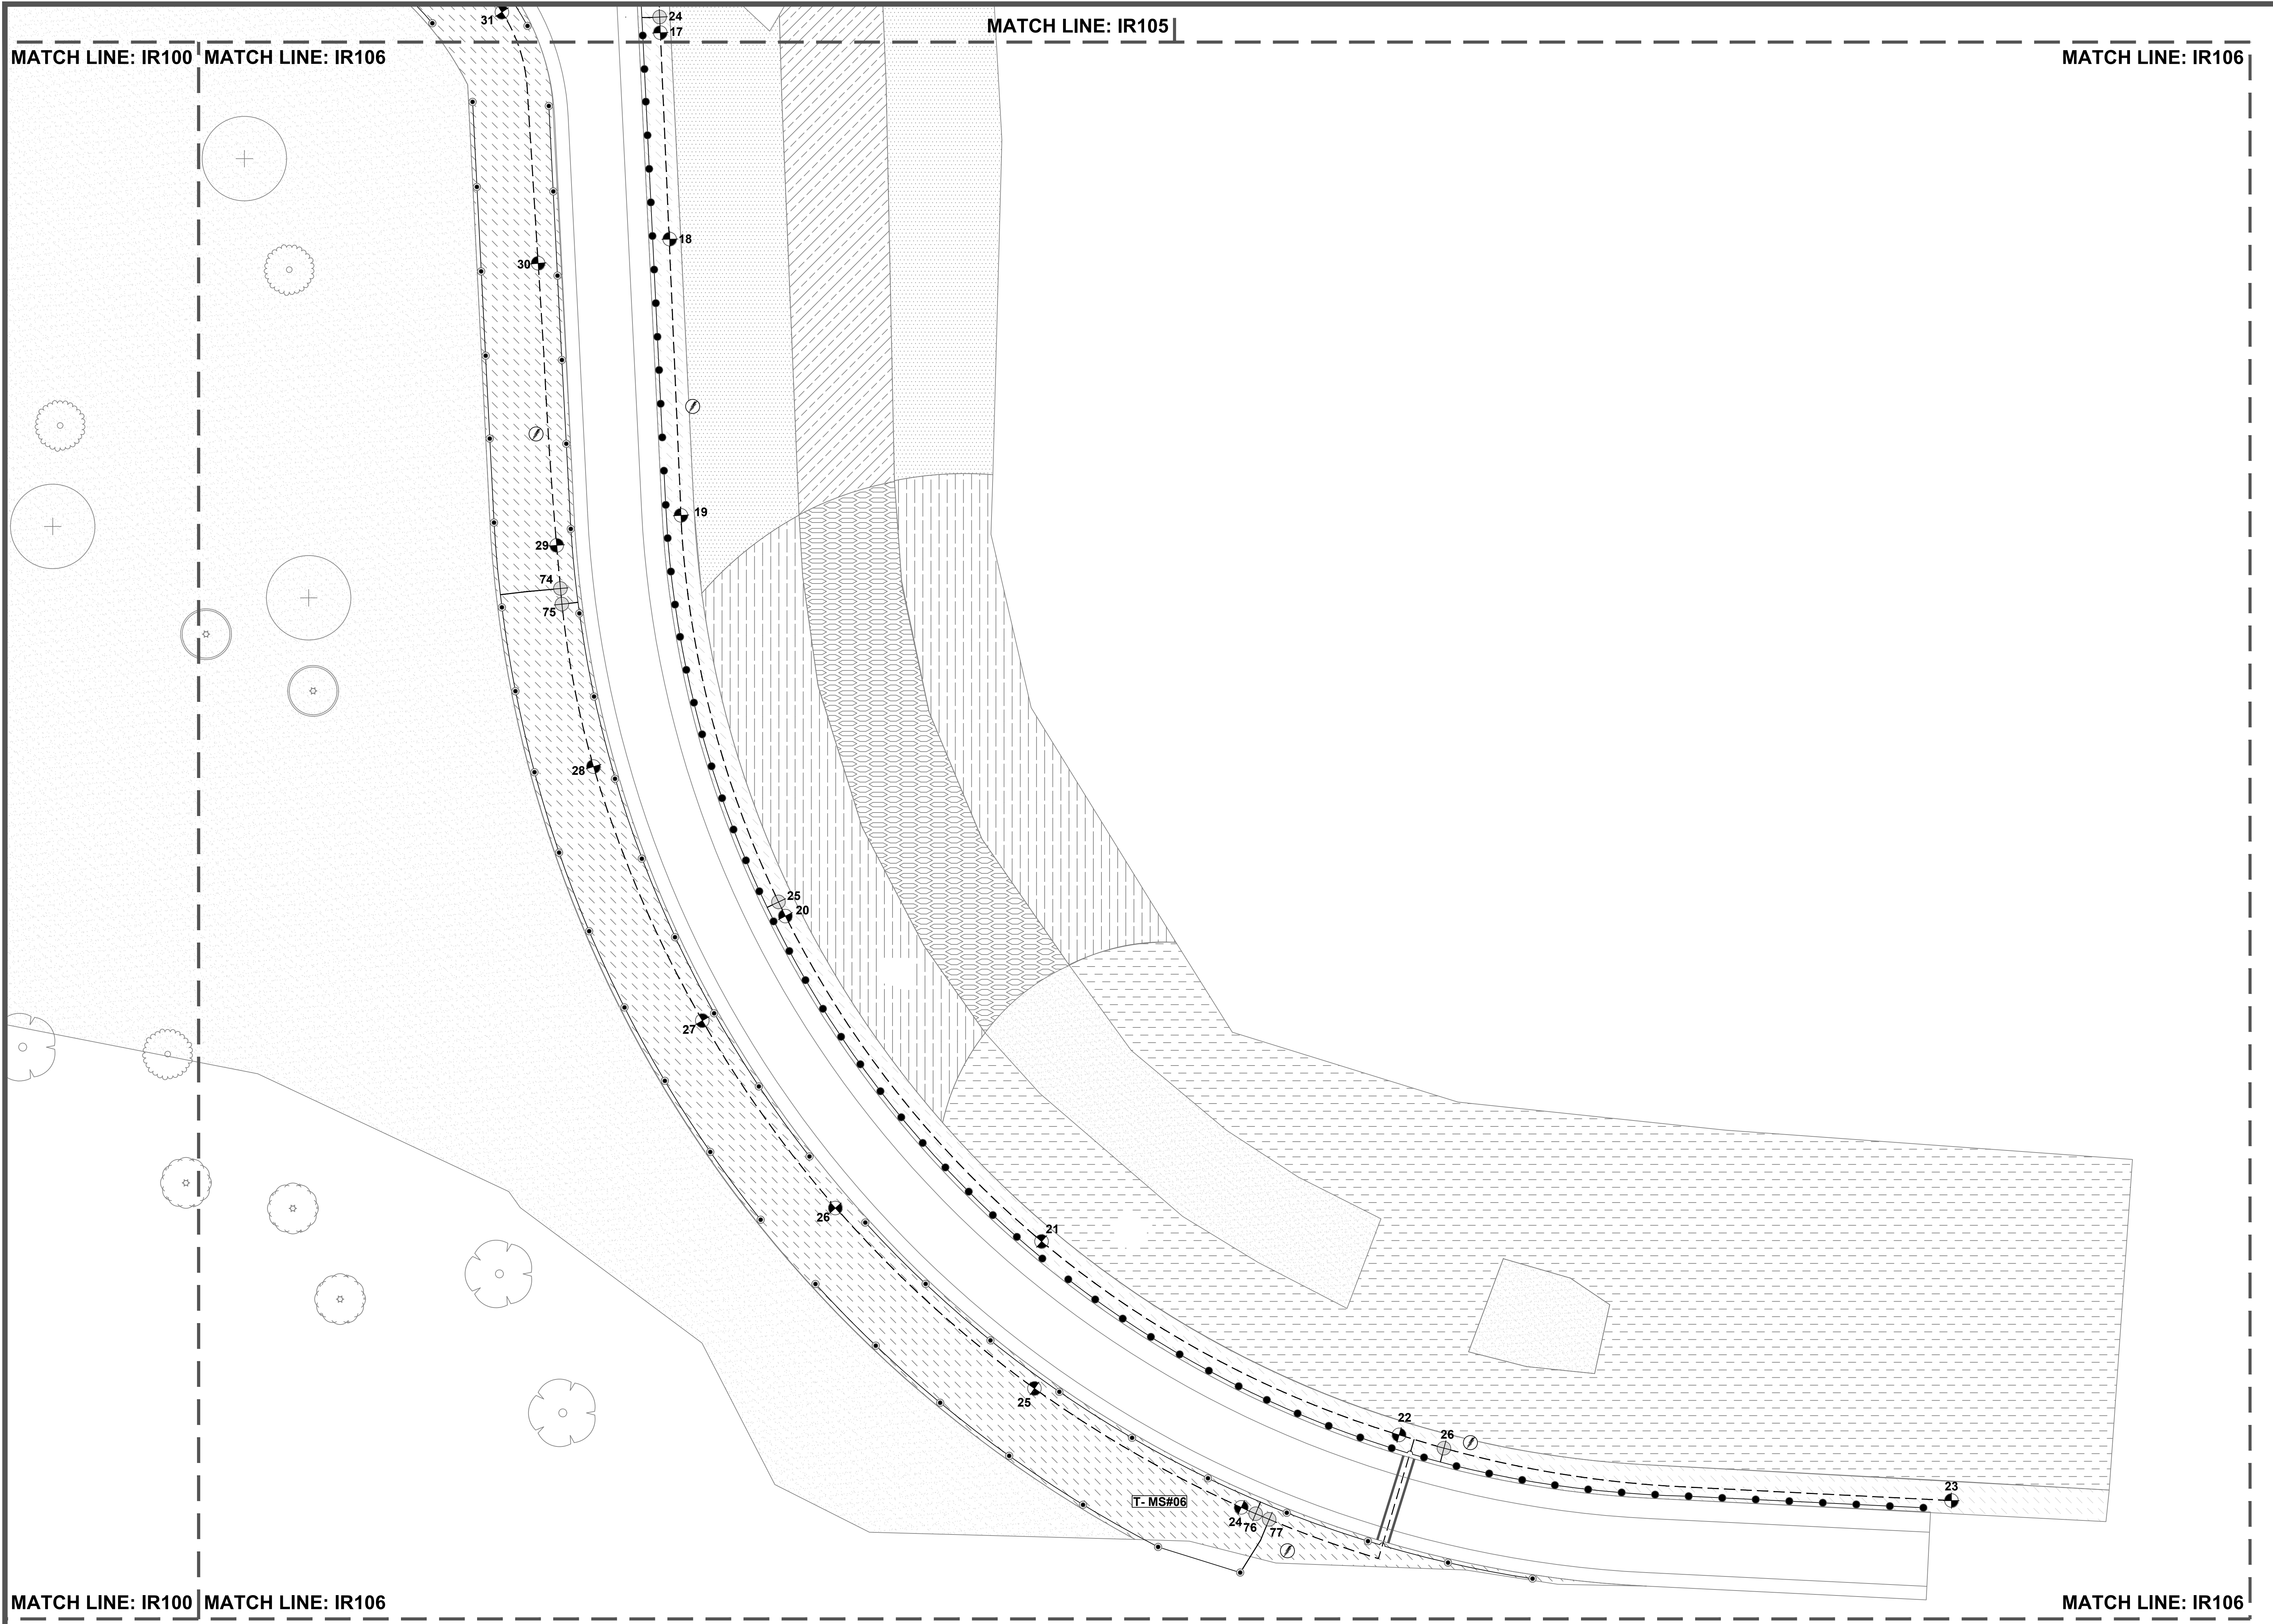 31
24
17
MATCH LINE: IR105
MATCH LINE: IR100
MATCH LINE: IR106
MATCH LINE: IR106
18
30
19
29
74
75
28
25
20
27
26
21
25
22
26
23
T- MS#06
24
76
77
MATCH LINE: IR100
MATCH LINE: IR106
MATCH LINE: IR106